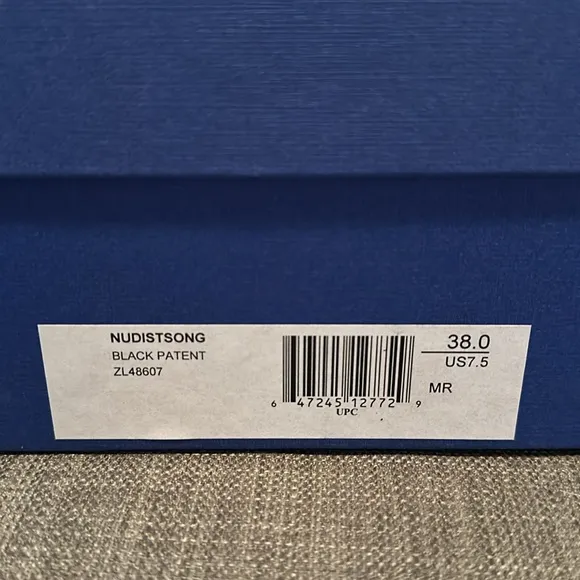 NUDISTSONG
BLACK PATENT
ZL48607
6 47245 12772 9
UPC
38.0
US7.5
MR